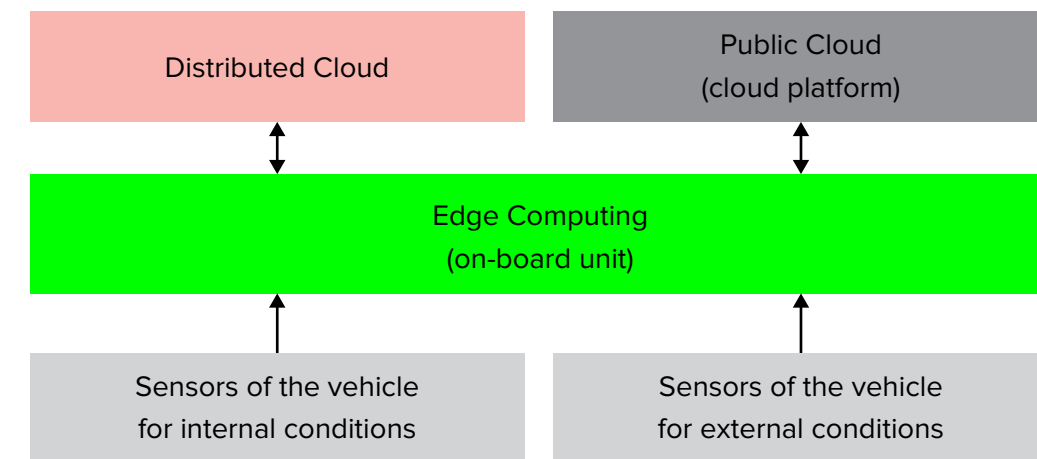 Distributed Cloud
Public Cloud
(cloud platform)
Edge Computing
(on-board unit)
Sensors of the vehicle
for internal conditions
Sensors of the vehicle
for external conditions